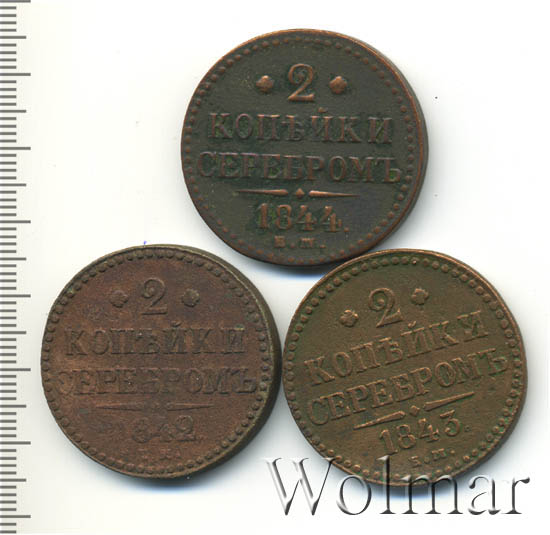 2
КОПѢЙКИ
СЕРЕБРОМЪ
1844.
Е.М.
2
КОПѢЙКИ
СЕРЕБРОМЪ
1842.
2
КОПѢЙКИ
СЕРЕБРОМЪ
1843.
Е.М.
Wolmar